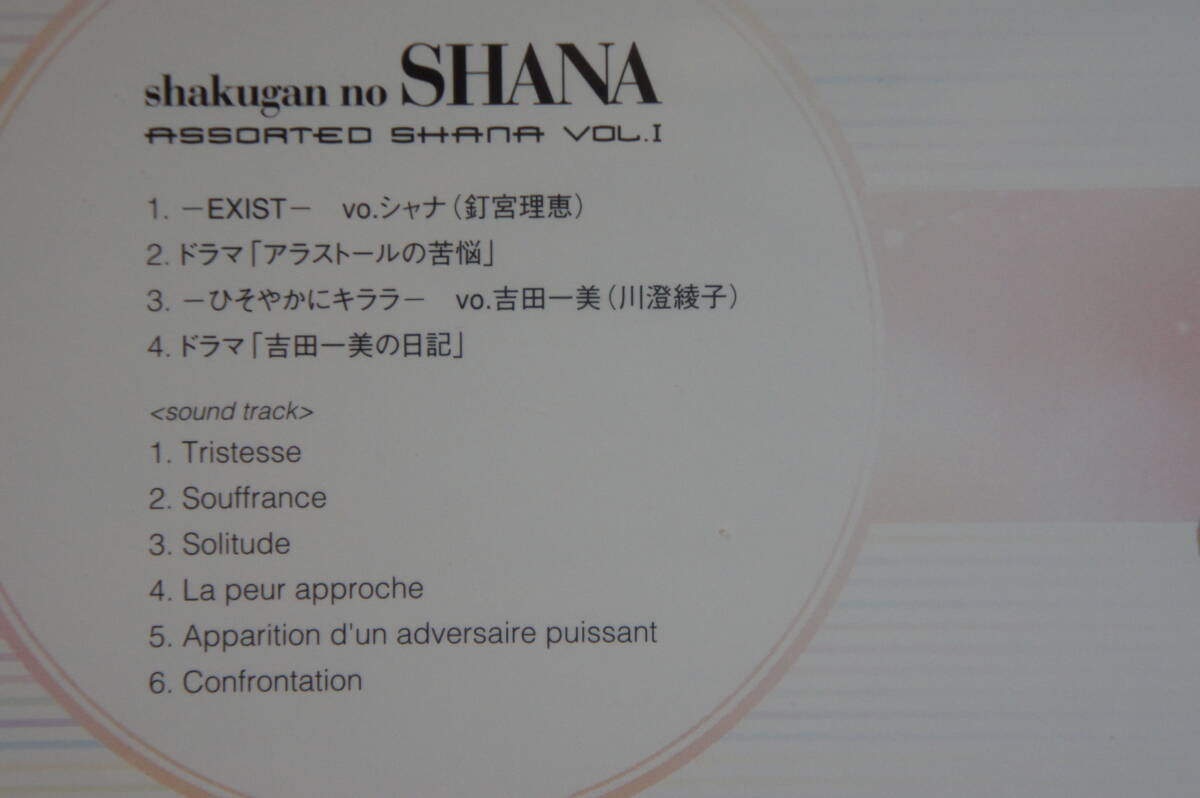 shakugan no SHANA
ASSORTED SHANA VOL.I
1. －EXIST－　vo.シャナ（釘宮理恵）
2. ドラマ「アラストールの苦悩」
3. －ひそやかにキララ－　vo.吉田一美（川澄綾子）
4. ドラマ「吉田一美の日記」
<sound track>
1. Tristesse
2. Souffrance
3. Solitude
4. La peur approche
5. Apparition d'un adversaire puissant
6. Confrontation